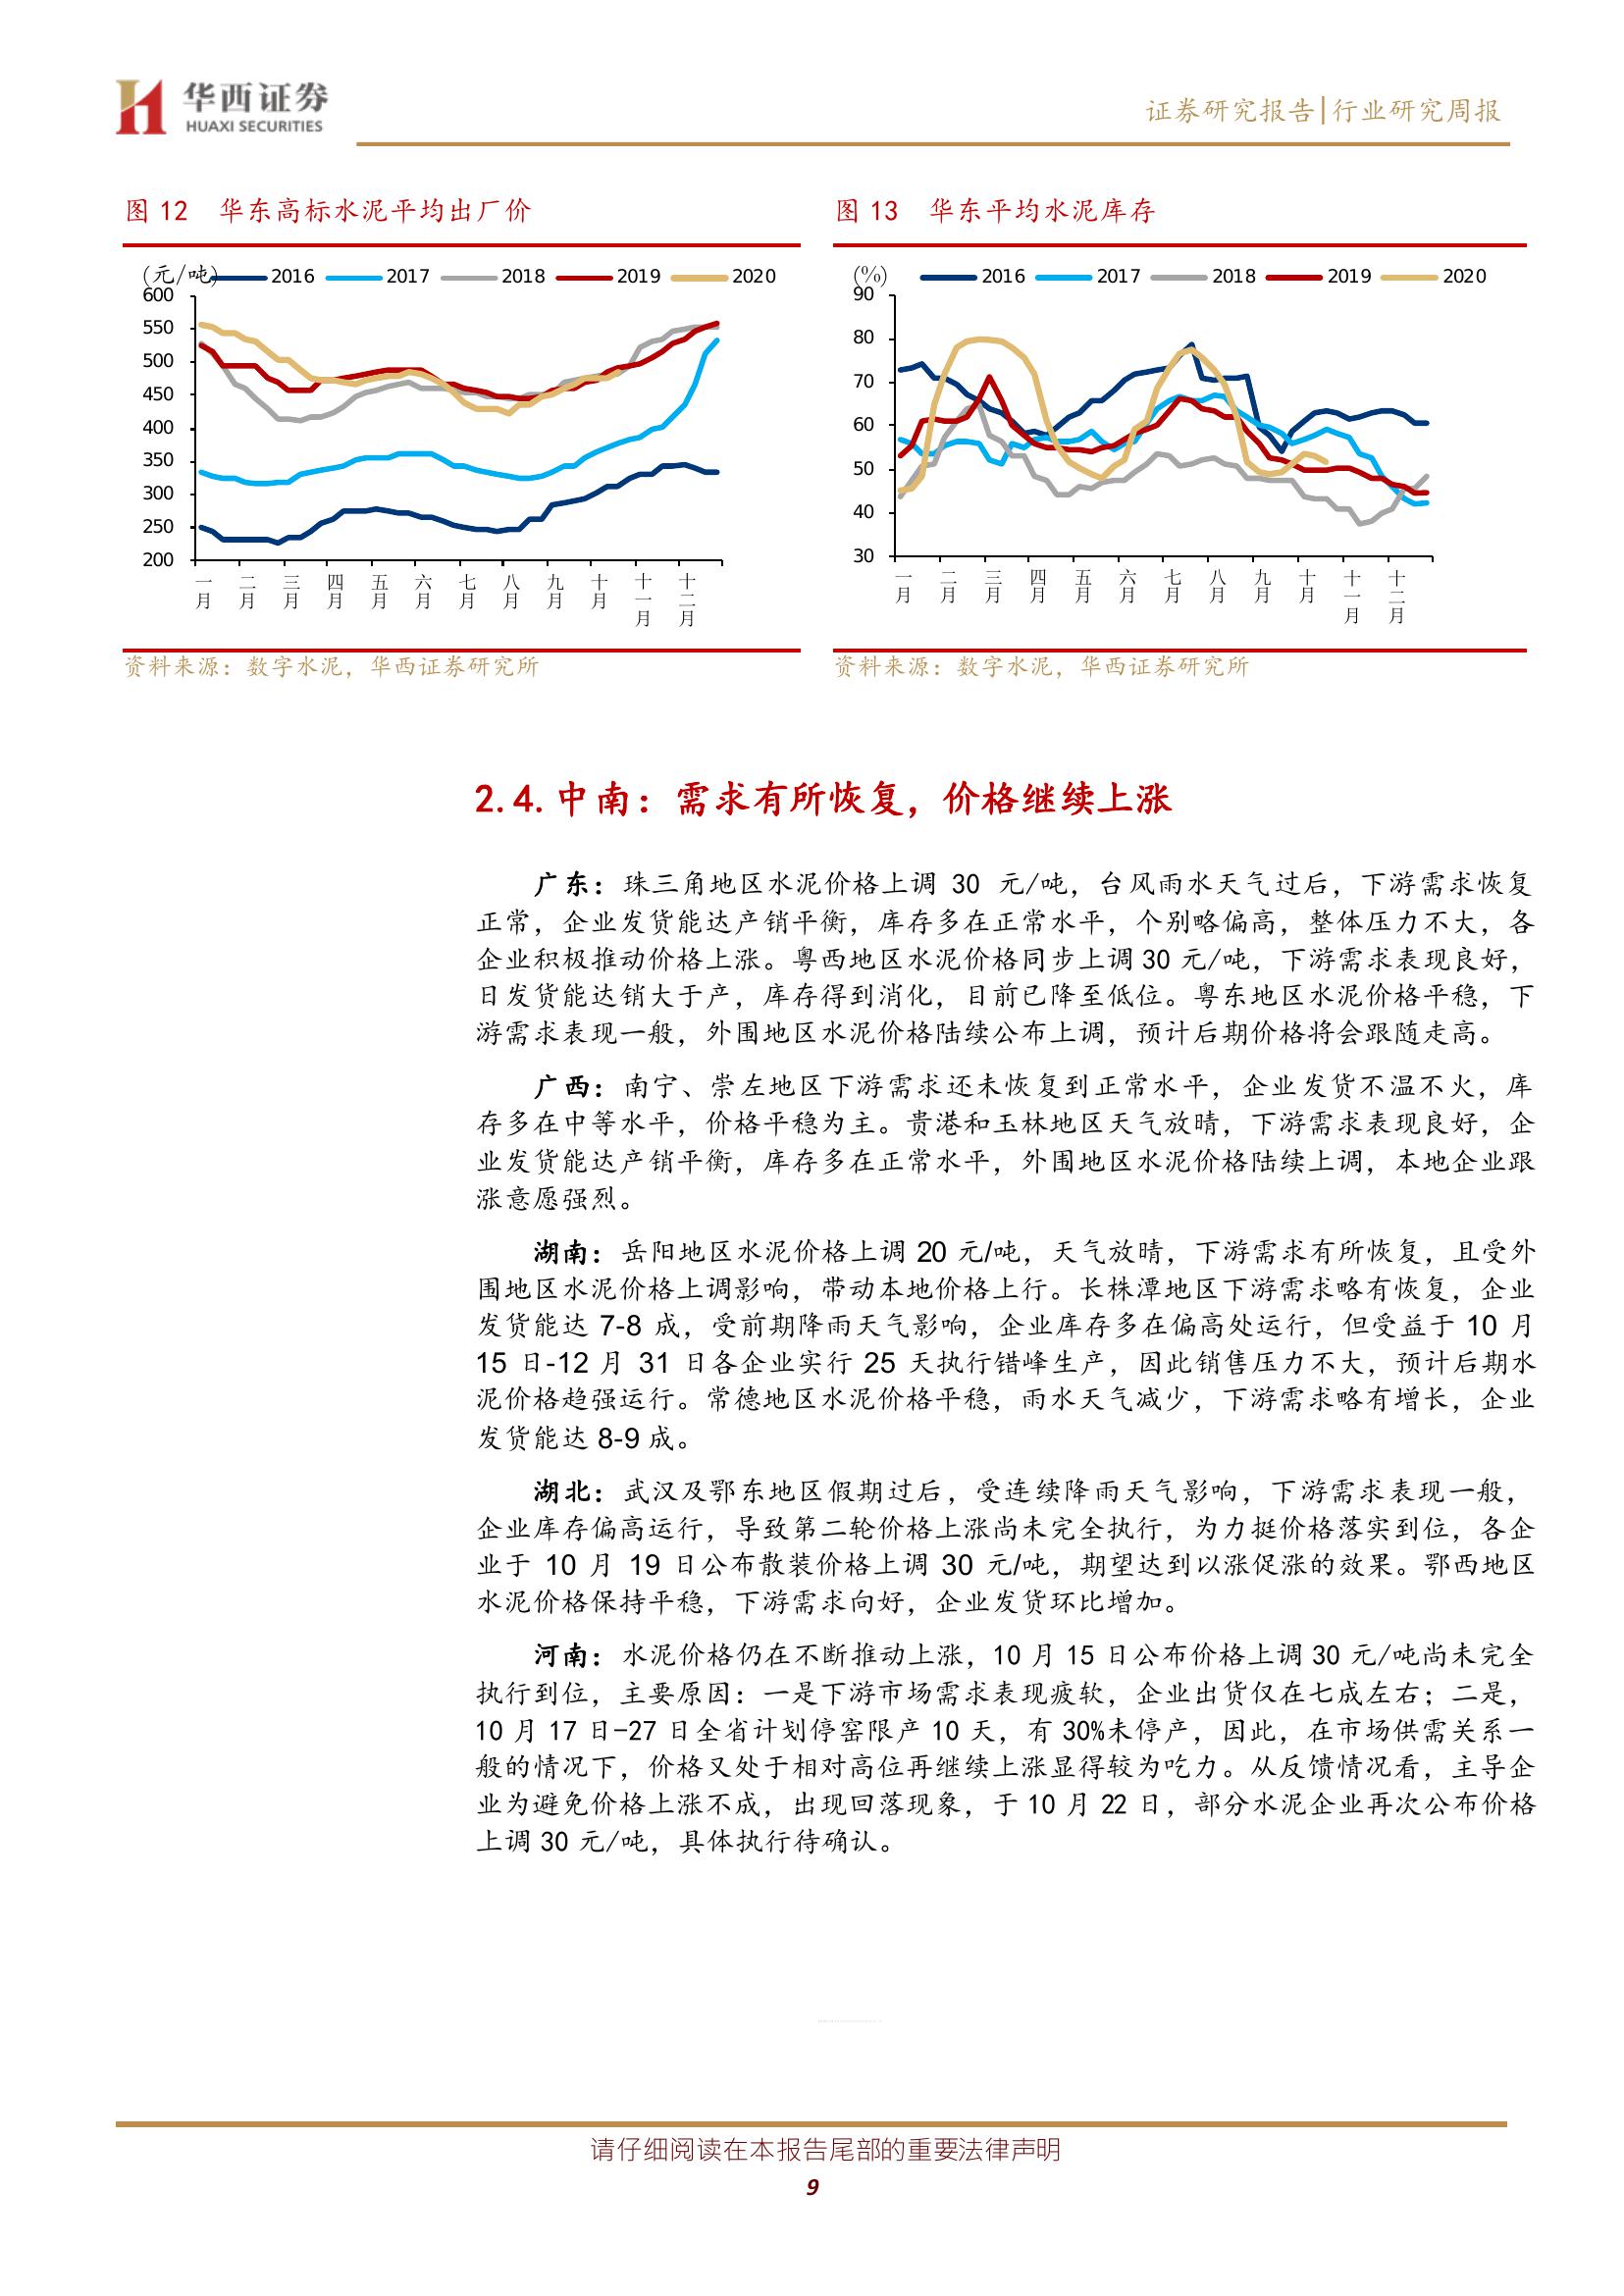 华西证券
HUAXI SECURITIES
证券研究报告|行业研究周报
图 12 华东高标水泥平均出厂价
(元/吨) 2016 2017 2018 2019 2020
600
550
500
450
400
350
300
250
200
一月 二月 三月 四月 五月 六月 七月 八月 九月 十月 十一月 十二月
资料来源：数字水泥，华西证券研究所
图 13 华东平均水泥库存
(%) 2016 2017 2018 2019 2020
90
80
70
60
50
40
30
一月 二月 三月 四月 五月 六月 七月 八月 九月 十月 十一月 十二月
资料来源：数字水泥，华西证券研究所
2.4.中南：需求有所恢复，价格继续上涨
广东：珠三角地区水泥价格上调 30 元/吨，台风雨水天气过后，下游需求恢复
正常，企业发货能达产销平衡，库存多在正常水平，个别略偏高，整体压力不大，各
企业积极推动价格上涨。粤西地区水泥价格同步上调 30 元/吨，下游需求表现良好，
日发货能达销大于产，库存得到消化，目前已降至低位。粤东地区水泥价格平稳，下
游需求表现一般，外围地区水泥价格陆续公布上调，预计后期价格将会跟随走高。
广西：南宁、崇左地区下游需求还未恢复到正常水平，企业发货不温不火，库
存多在中等水平，价格平稳为主。贵港和玉林地区天气放晴，下游需求表现良好，企
业发货能达产销平衡，库存多在正常水平，外围地区水泥价格陆续上调，本地企业跟
涨意愿强烈。
湖南：岳阳地区水泥价格上调 20 元/吨，天气放晴，下游需求有所恢复，且受外
围地区水泥价格上调影响，带动本地价格上行。长株潭地区下游需求略有恢复，企业
发货能达 7-8 成，受前期降雨天气影响，企业库存多在偏高处运行，但受益于 10 月
15 日-12 月 31 日各企业实行 25 天执行错峰生产，因此销售压力不大，预计后期水
泥价格趋强运行。常德地区水泥价格平稳，雨水天气减少，下游需求略有增长，企业
发货能达 8-9 成。
湖北：武汉及鄂东地区假期过后，受连续降雨天气影响，下游需求表现一般，
企业库存偏高运行，导致第二轮价格上涨尚未完全执行，为力挺价格落实到位，各企
业于 10 月 19 日公布散装价格上调 30 元/吨，期望达到以涨促涨的效果。鄂西地区
水泥价格保持平稳，下游需求向好，企业发货环比增加。
河南：水泥价格仍在不断推动上涨，10 月 15 日公布价格上调 30 元/吨尚未完全
执行到位，主要原因：一是下游市场需求表现疲软，企业出货仅在七成左右；二是，
10 月 17 日-27 日全省计划停窑限产 10 天，有 30%未停产，因此，在市场供需关系一
般的情况下，价格又处于相对高位再继续上涨显得较为吃力。从反馈情况看，主导企
业为避免价格上涨不成，出现回落现象，于 10 月 22 日，部分水泥企业再次公布价格
上调 30 元/吨，具体执行待确认。
请仔细阅读在本报告尾部的重要法律声明
9